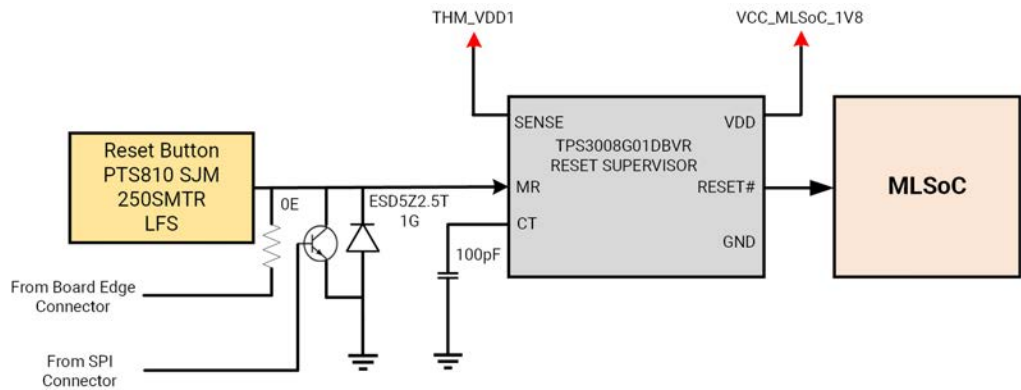 THM_VDD1
VCC_MLSoC_1V8
Reset Button
PTS810 SJM
250SMTR
LFS
0E
ESD5Z2.5T
1G
SENSE
VDD
TPS3008G01DBVR
RESET SUPERVISOR
MR
RESET#
CT
GND
100pF
MLSoC
From Board Edge
Connector
From SPI
Connector